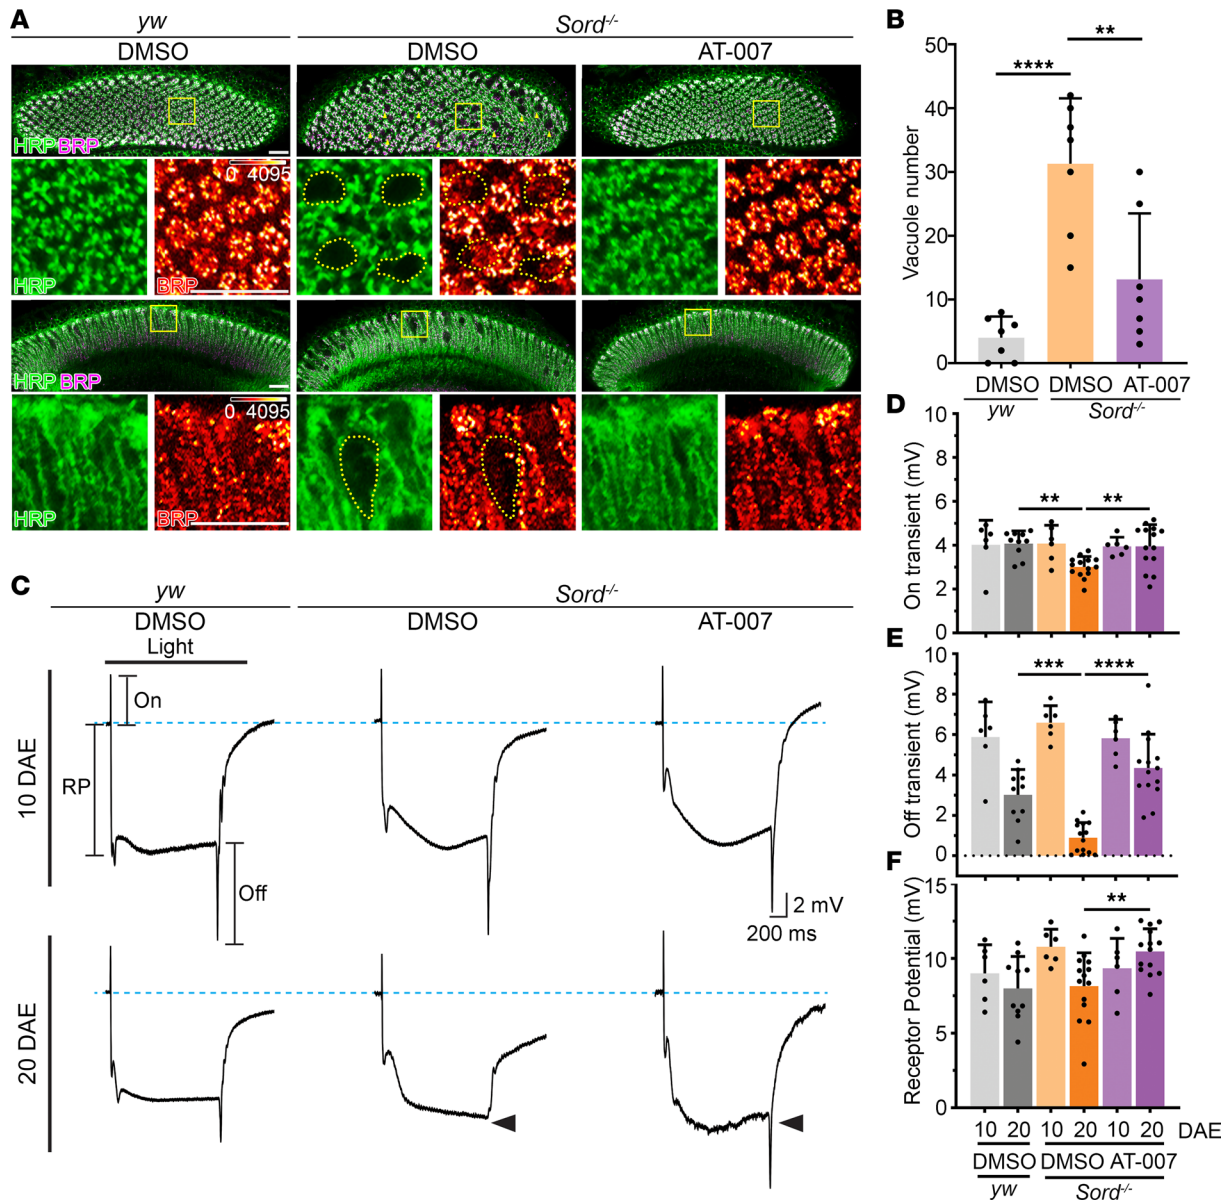 A
yw
Sord-/-
DMSO
DMSO
AT-007
HRP BRP
0 4095
HRP
BRP
HRP BRP
0 4095
HRP
BRP
B
Vacuole number
50
40
30
20
10
0
**
****
DMSO
DMSO
AT-007
yw
Sord-/-
C
yw
Sord-/-
DMSO
DMSO
AT-007
Light
On
RP
Off
10 DAE
2 mV
200 ms
20 DAE
D
On transient (mV)
10
8
6
4
2
0
**
**
E
Off transient (mV)
10
8
6
4
2
0
***
****
F
Receptor Potential (mV)
15
10
5
0
**
10 20 10 20 10 20 DAE
DMSO DMSO AT-007
yw
Sord-/-